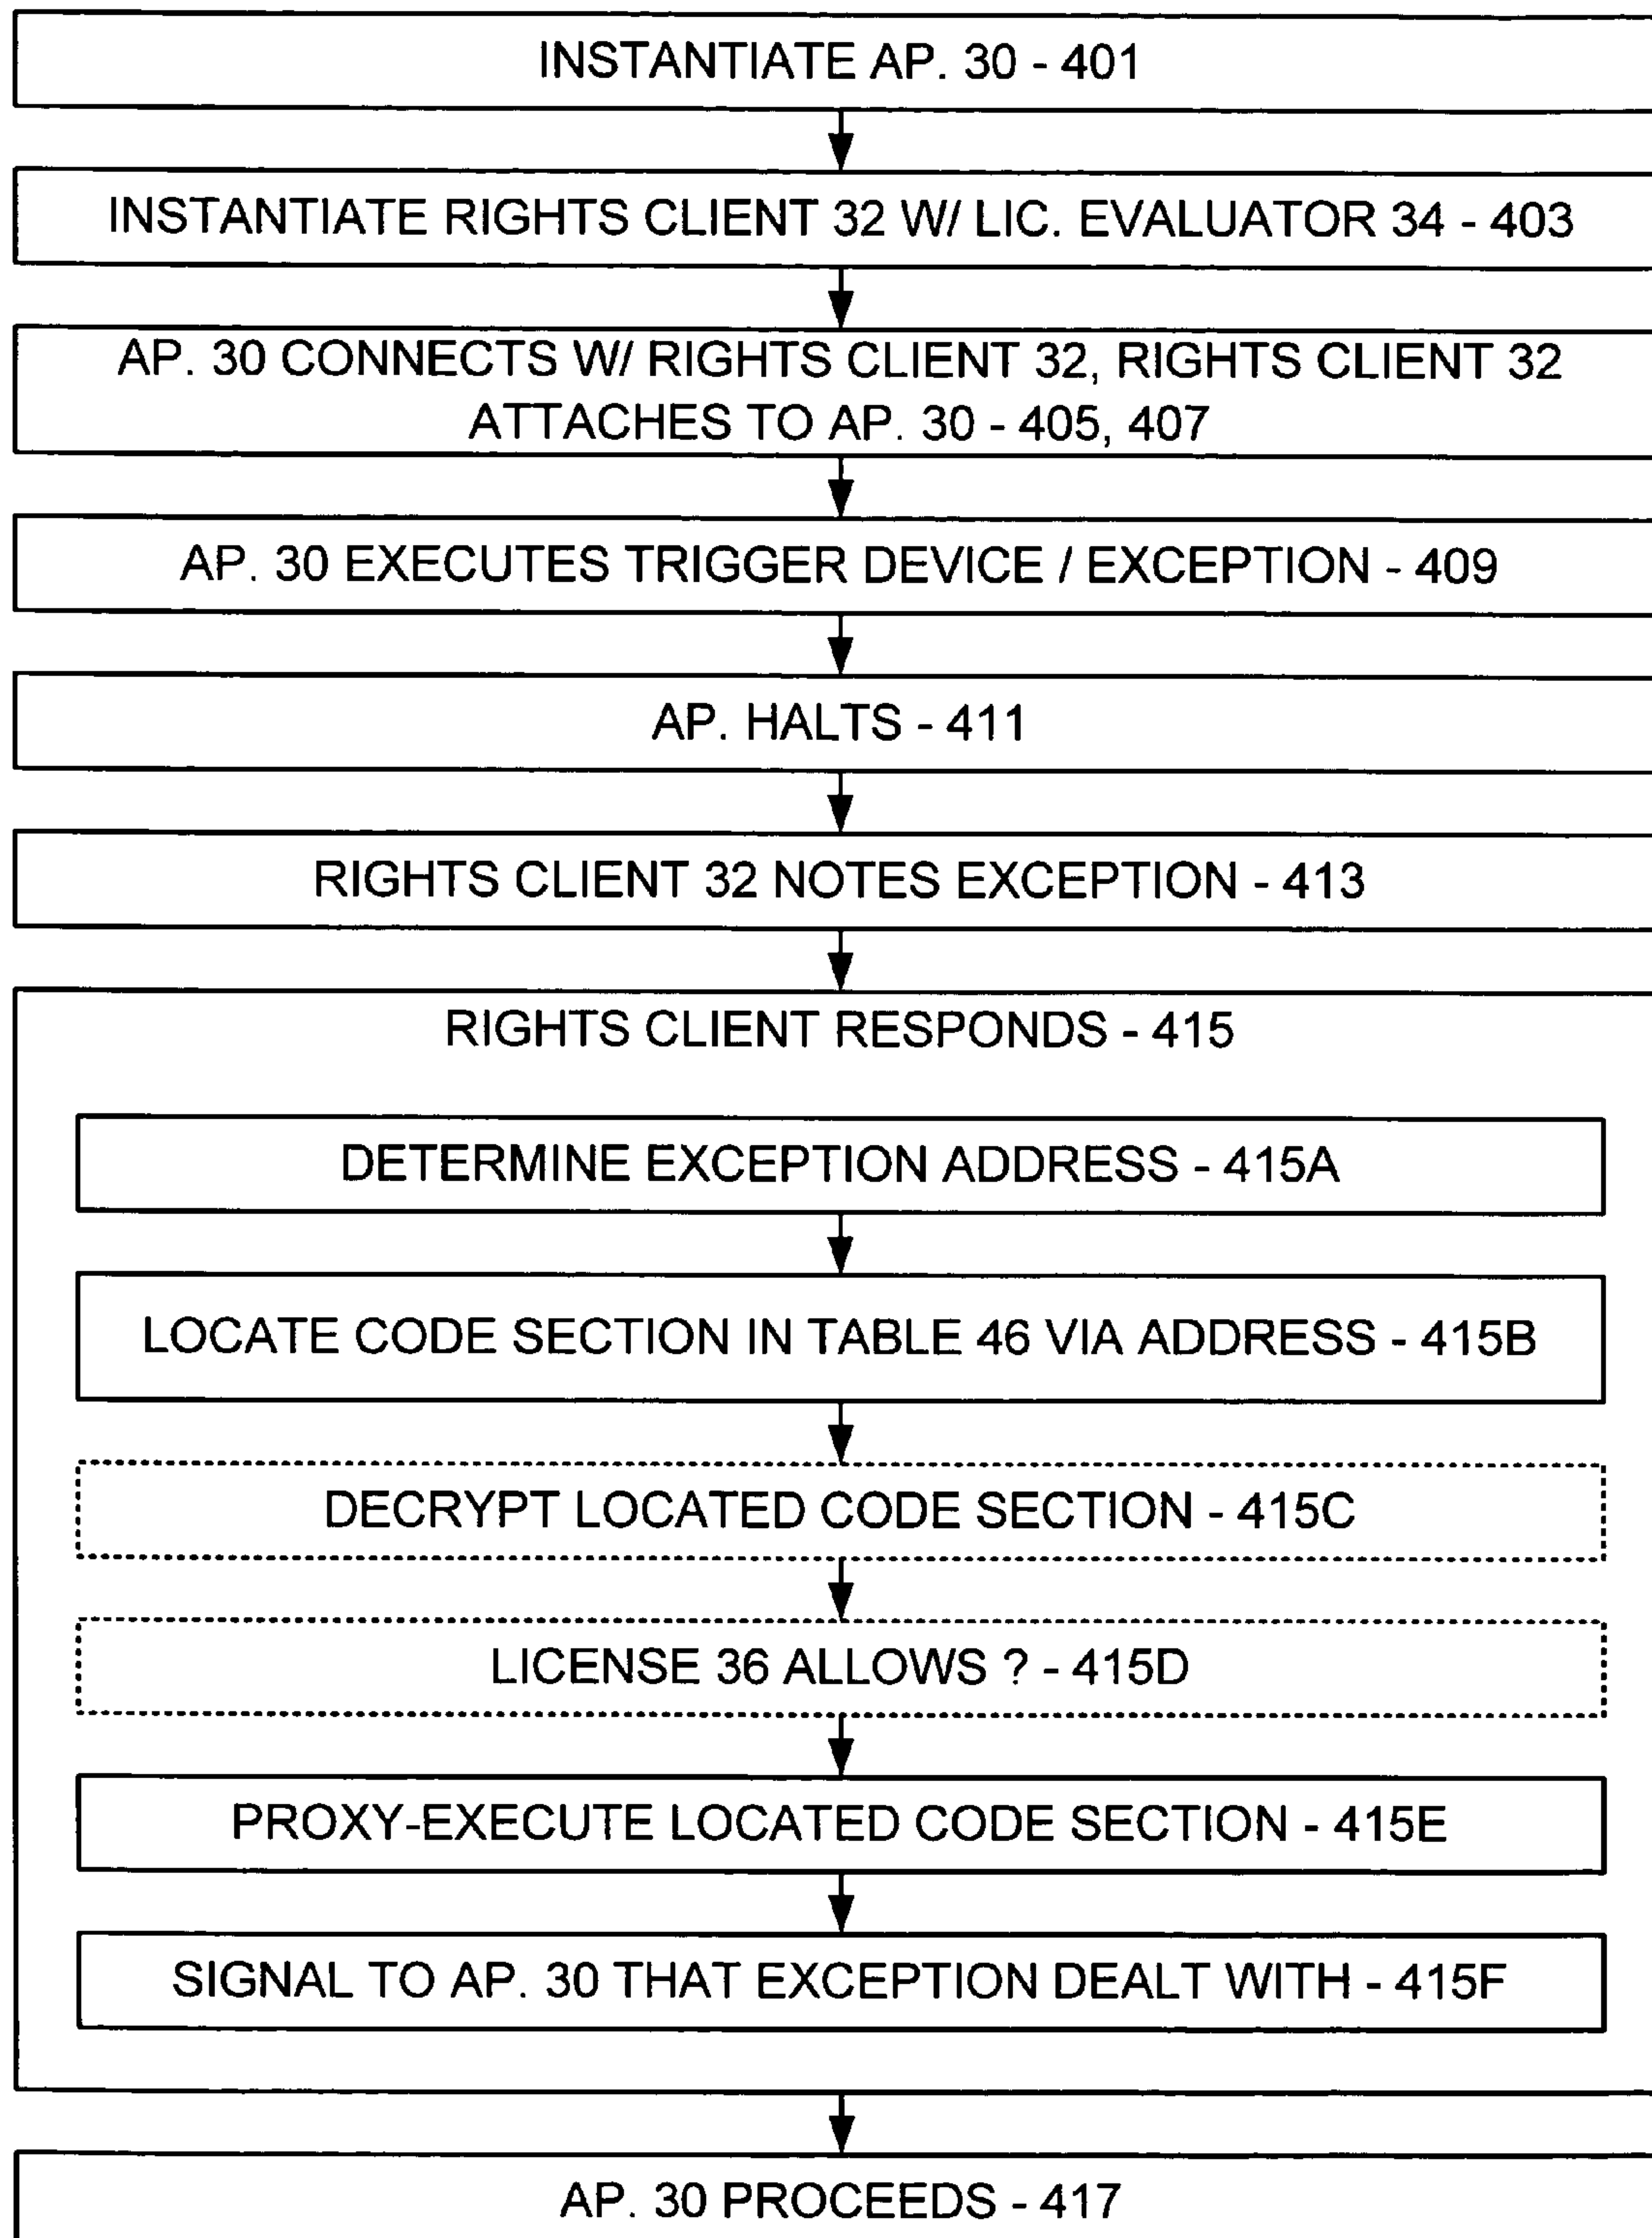 INSTANTIATE AP. 30 - 401
INSTANTIATE RIGHTS CLIENT 32 W/ LIC. EVALUATOR 34 - 403
AP. 30 CONNECTS W/ RIGHTS CLIENT 32, RIGHTS CLIENT 32
ATTACHES TO AP. 30 - 405, 407
AP. 30 EXECUTES TRIGGER DEVICE / EXCEPTION - 409
AP. HALTS - 411
RIGHTS CLIENT 32 NOTES EXCEPTION - 413
RIGHTS CLIENT RESPONDS - 415
DETERMINE EXCEPTION ADDRESS - 415A
LOCATE CODE SECTION IN TABLE 46 VIA ADDRESS - 415B
DECRYPT LOCATED CODE SECTION - 415C
LICENSE 36 ALLOWS ? - 415D
PROXY-EXECUTE LOCATED CODE SECTION - 415E
SIGNAL TO AP. 30 THAT EXCEPTION DEALT WITH - 415F
AP. 30 PROCEEDS - 417